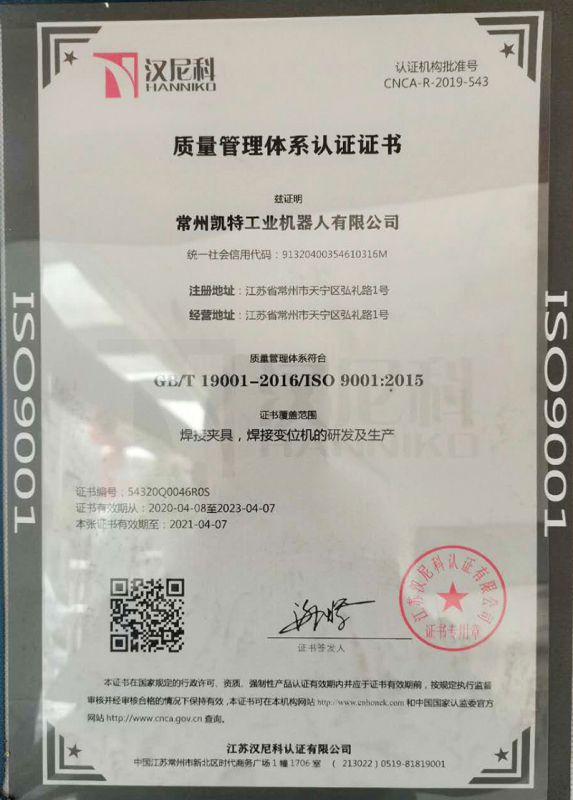 汉尼科
HANNIKO
认证机构批准号
CNCA-R-2019-543
质量管理体系认证证书
兹证明
常州凯特工业机器人有限公司
统一社会信用代码：91320400354610316M
注册地址：江苏省常州市天宁区弘礼路1号
经营地址：江苏省常州市天宁区弘礼路1号
质量管理体系符合
GB/T 19001-2016/ISO 9001:2015
证书覆盖范围
焊接夹具，焊接变位机的研发及生产
证书编号：54320Q0046R0S
证书有效期从：2020-04-08至2023-04-07
本张证书有效期至：2021-04-07
ISO9001
ISO9001
江苏汉尼科认证有限公司
证书专用章
证书签发人
本证书在国家规定的行政许可、资质、强制性产品认证有效期内并应于证书有效期前，按规定执行监督
审核并经审核合格的情况下保持有效，本证书可在本机构网站 http://www.cnhonek.com 和中国国家认监委官方
网站 http://www.cnca.gov.cn 查询。
江苏汉尼科认证有限公司
中国江苏常州市新北区时代商务广场1幢1706室 （213022）0519-81819001